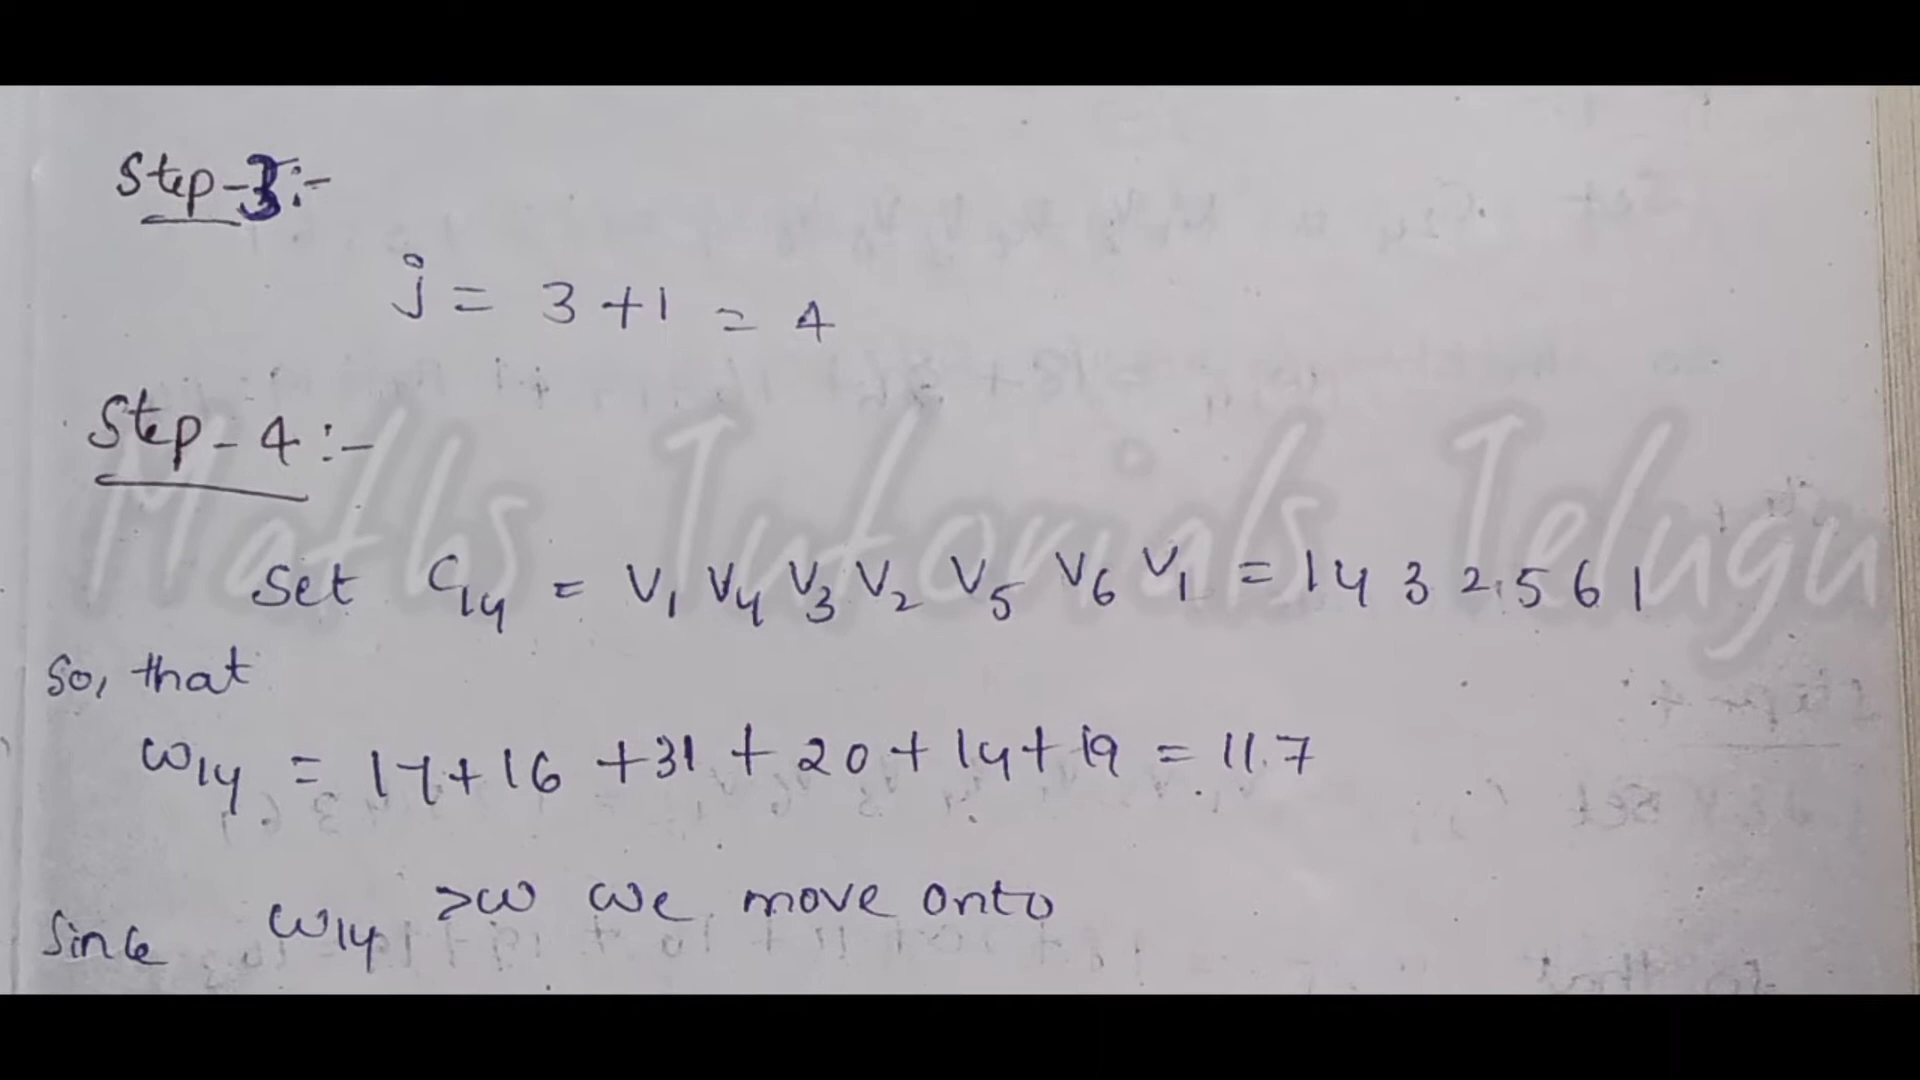 Step-3:-
j = 3+1 = 4
Step-4:-
Maths Tutorials Telugu
Set C14 = V1 V4 V3 V2 V5 V6 V1 = 1 4 3 2 5 6 1
So, that
W14 = 17+16+31+20+14+19 = 117
Since W14 >W we move onto